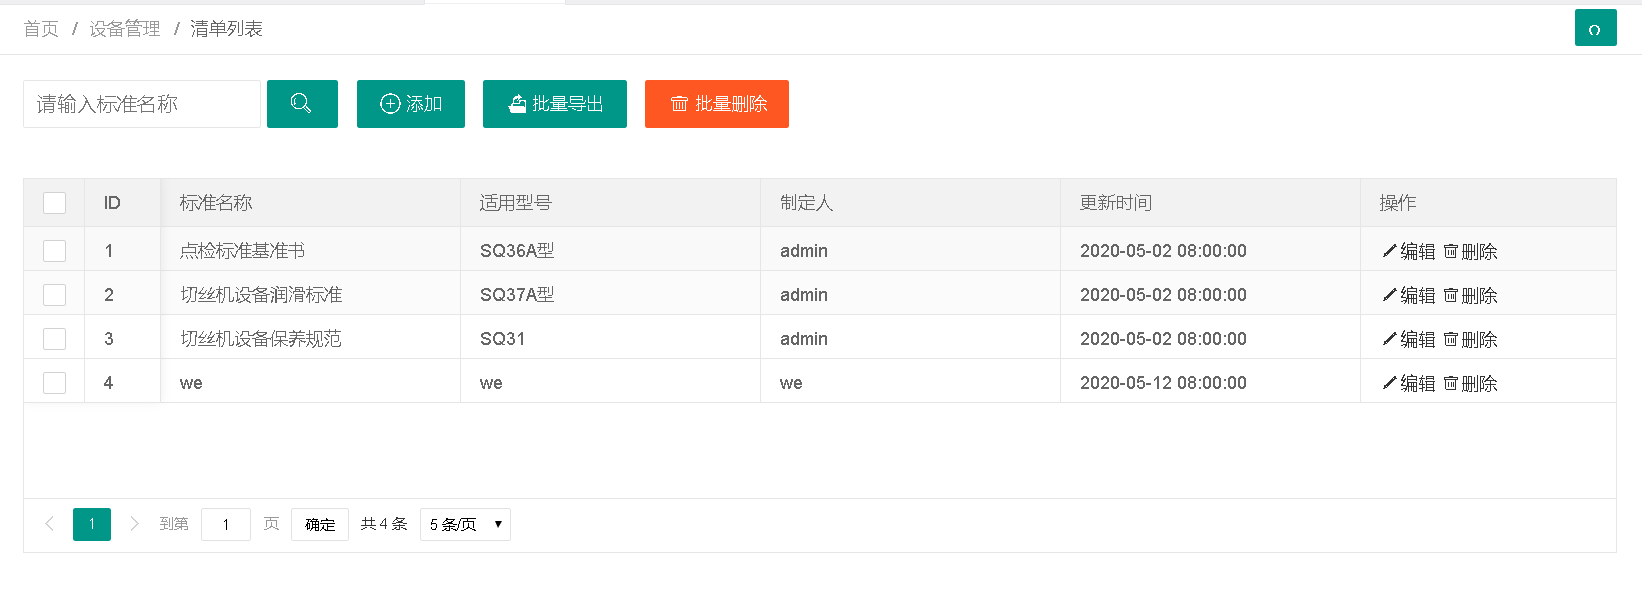 首页 / 设备管理 / 清单列表
请输入标准名称 添加 批量导出 批量删除
ID 标准名称 适用型号 制定人 更新时间 操作
1 点检标准基准书 SQ36A型 admin 2020-05-02 08:00:00 编辑 删除
2 切丝机设备润滑标准 SQ37A型 admin 2020-05-02 08:00:00 编辑 删除
3 切丝机设备保养规范 SQ31 admin 2020-05-02 08:00:00 编辑 删除
4 we we we 2020-05-12 08:00:00 编辑 删除
1 到第 1 页 确定 共 4 条 5 条/页